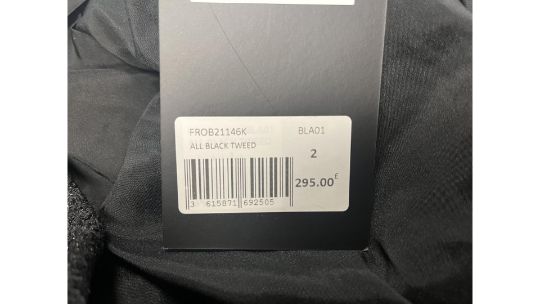 FROB21146K BLA01
ALL BLACK TWEED 2
295.00 E
3 615871 692505